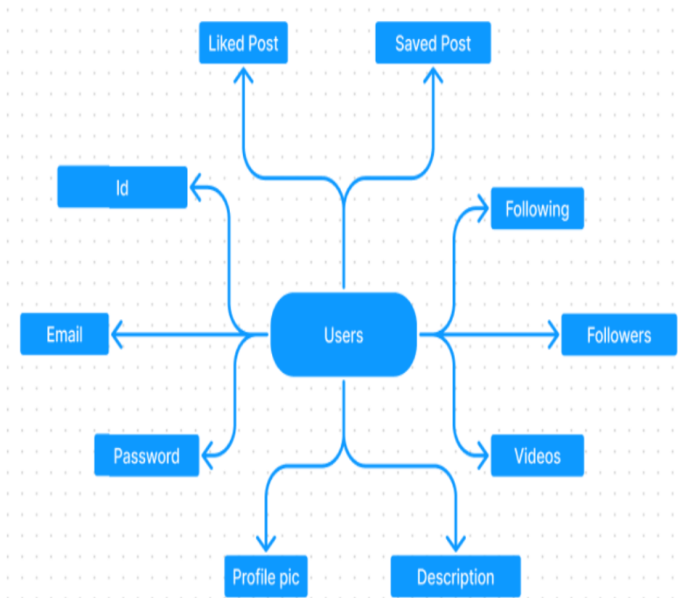 Liked Post
Saved Post
Id
Following
Email
Users
Followers
Password
Videos
Profile pic
Description